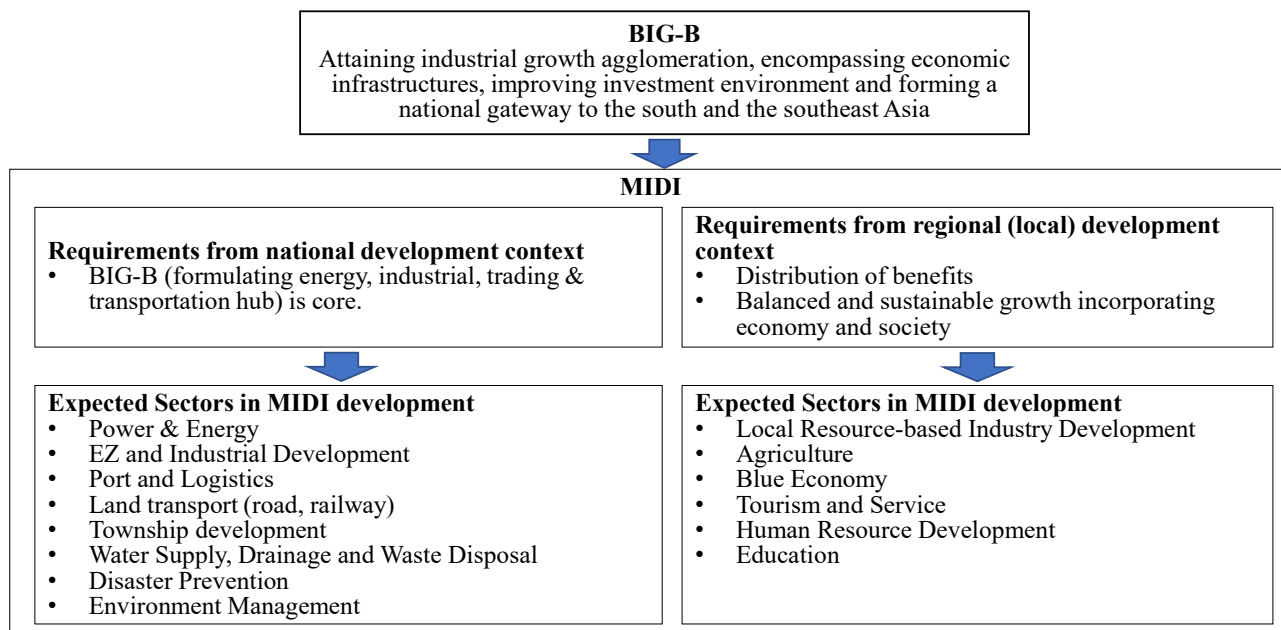 BIG-B
Attaining industrial growth agglomeration, encompassing economic
infrastructures, improving investment environment and forming a
national gateway to the south and the southeast Asia
MIDI
Requirements from national development context
• BIG-B (formulating energy, industrial, trading &
transportation hub) is core.
Requirements from regional (local) development
context
• Distribution of benefits
• Balanced and sustainable growth incorporating
economy and society
Expected Sectors in MIDI development
• Power & Energy
• EZ and Industrial Development
• Port and Logistics
• Land transport (road, railway)
• Township development
• Water Supply, Drainage and Waste Disposal
• Disaster Prevention
• Environment Management
Expected Sectors in MIDI development
• Local Resource-based Industry Development
• Agriculture
• Blue Economy
• Tourism and Service
• Human Resource Development
• Education